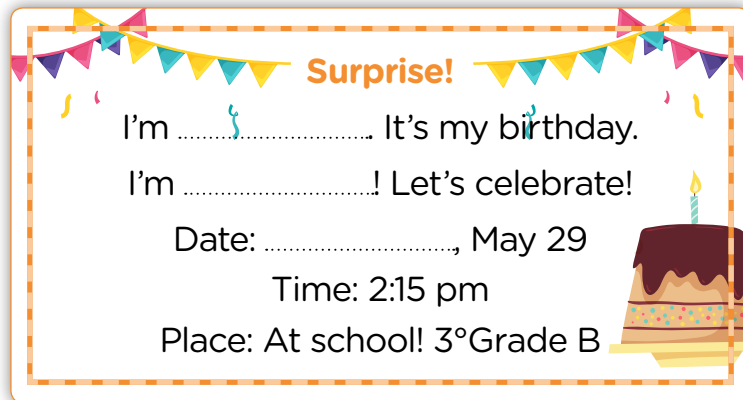 Surprise!
I'm ............................. It's my birthday.
I'm ............................! Let's celebrate!
Date: ............................, May 29
Time: 2:15 pm
Place: At school! 3°Grade B